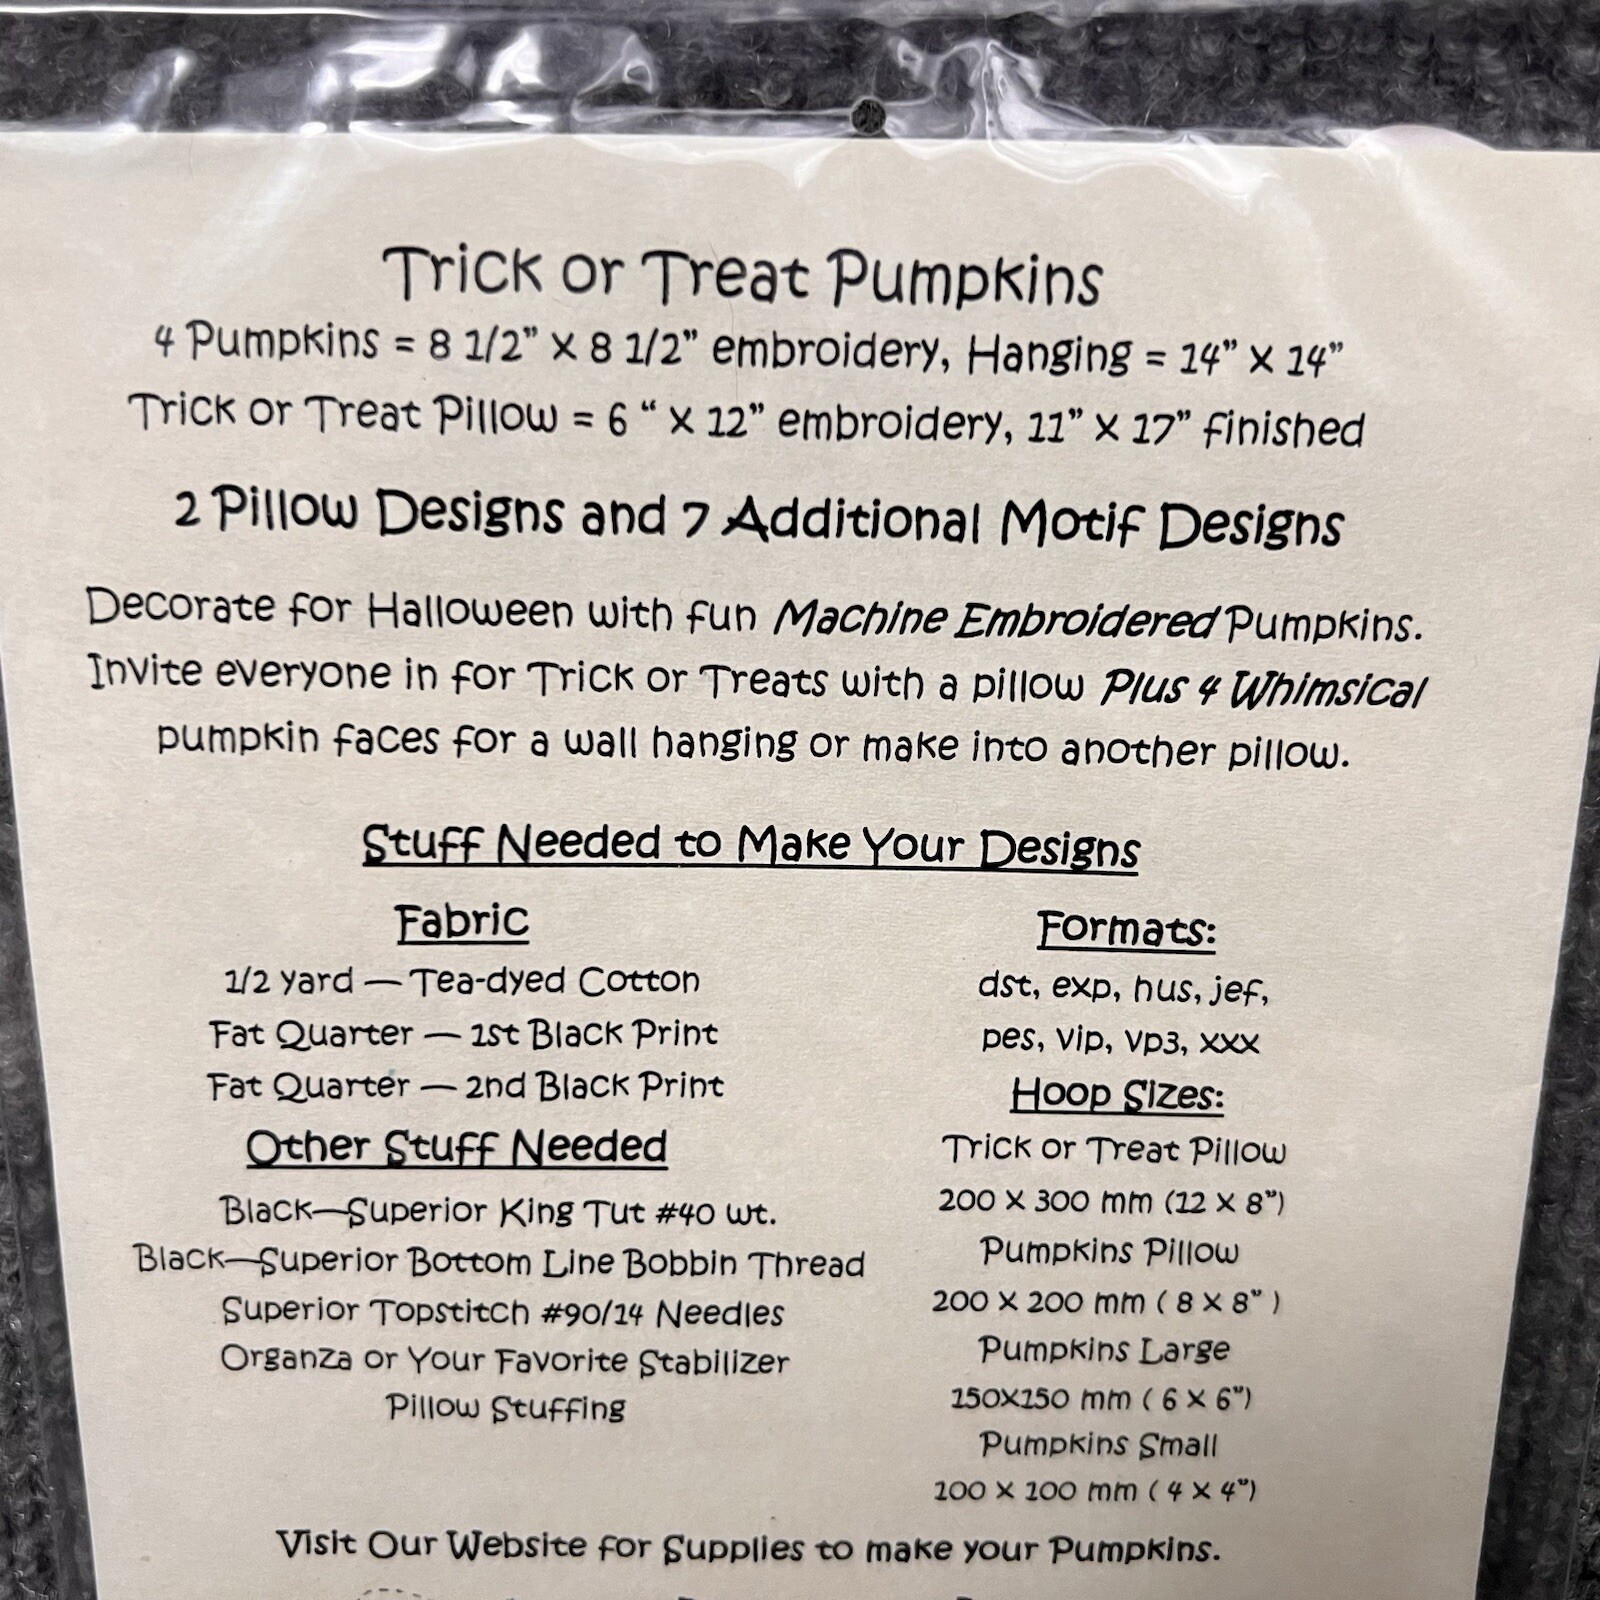 Trick or Treat Pumpkins
4 Pumpkins = 8 1/2” X 8 1/2” embroidery, Hanging = 14” X 14”
Trick or Treat Pillow = 6 “ X 12” embroidery, 11” X 17” finished
2 Pillow Designs and 7 Additional Motif Designs
Decorate for Halloween with fun Machine Embroidered Pumpkins.
Invite everyone in for Trick or Treats with a pillow Plus 4 Whimsical
pumpkin faces for a wall hanging or make into another pillow.
Stuff Needed to Make Your Designs
Fabric
1/2 yard — Tea-dyed Cotton
Fat Quarter — 1st Black Print
Fat Quarter — 2nd Black Print
Other Stuff Needed
Black—Superior King Tut #40 wt.
Black—Superior Bottom Line Bobbin Thread
Superior Topstitch #90/14 Needles
Organza or Your Favorite Stabilizer
Pillow Stuffing
Formats:
dst, exp, hus, jef,
pes, vip, vp3, xxx
Hoop Sizes:
Trick or Treat Pillow
200 X 300 mm (12 X 8”)
Pumpkins Pillow
200 X 200 mm ( 8 X 8” )
Pumpkins Large
150X150 mm ( 6 X 6”)
Pumpkins Small
100 X 100 mm ( 4 X 4”)
Visit Our Website for Supplies to make your Pumpkins.